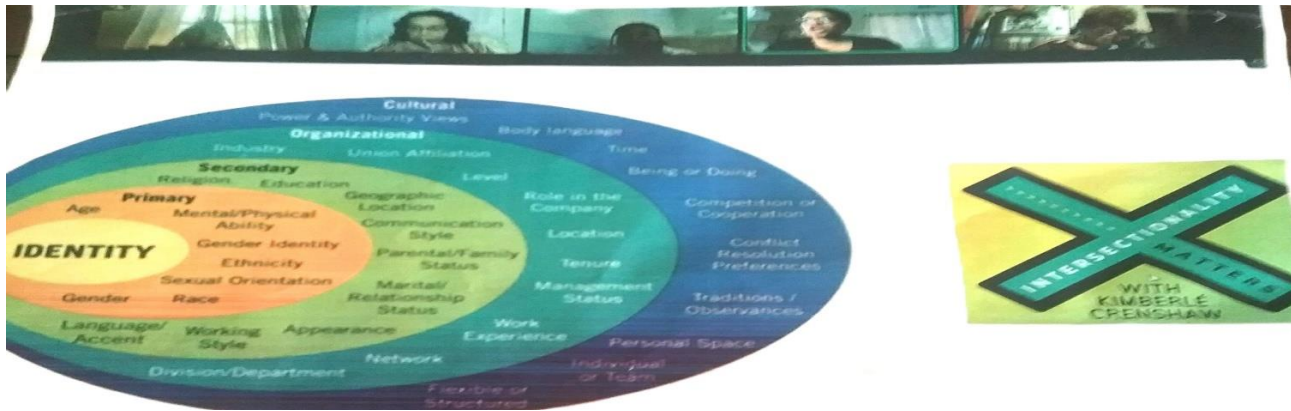 Cultural
Power & Authority Views
Body language
Organizational
Time
Industry
Union Affiliation
Being or Doing
Secondary
Level
Religion
Education
Primary
Geographic
Location
Role in the
Company
Competition or
Cooperation
Age
Mental/Physical
Ability
Communication
Style
Location
IDENTITY
Gender Identity
Conflict
Resolution
Preferences
Ethnicity
Parental/Family
Status
Tenure
Sexual Orientation
Gender
Race
Marital/
Relationship
Status
Management
Status
Traditions /
Observances
Language/
Accent
Working
Style
Appearance
Work
Experience
Personal Space
Network
Division/Department
Individual
or Team
Flexible or
Structured
INTERSECTIONALITY
MATTERS
WITH
KIMBERLÉ
CRENSHAW